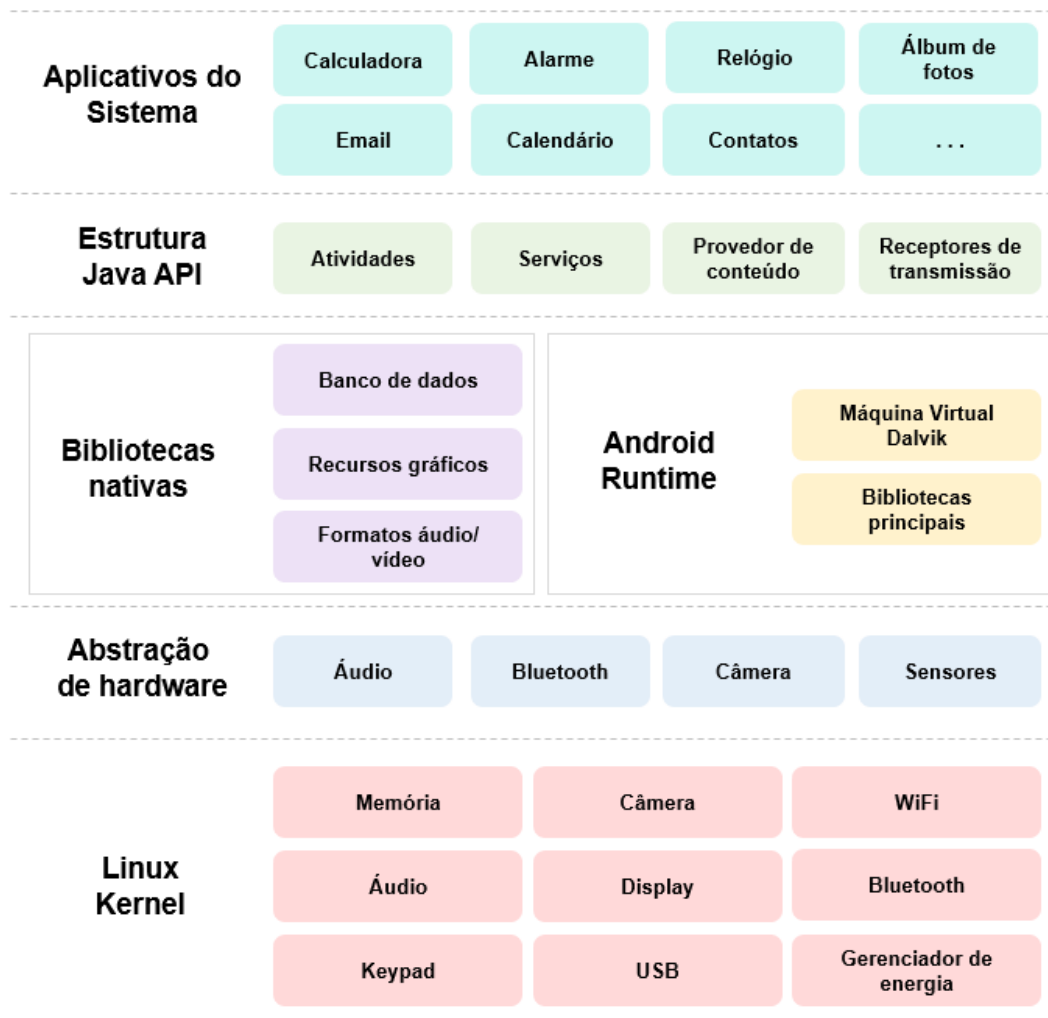 Aplicativos do
Sistema
Calculadora
Alarme
Relógio
Álbum de
fotos
Email
Calendário
Contatos
. . .
Estrutura
Java API
Atividades
Serviços
Provedor de
conteúdo
Receptores de
transmissão
Bibliotecas
nativas
Banco de dados
Recursos gráficos
Formatos áudio/
vídeo
Android
Runtime
Máquina Virtual
Dalvik
Bibliotecas
principais
Abstração
de hardware
Áudio
Bluetooth
Câmera
Sensores
Linux
Kernel
Memória
Câmera
WiFi
Áudio
Display
Bluetooth
Keypad
USB
Gerenciador de
energia